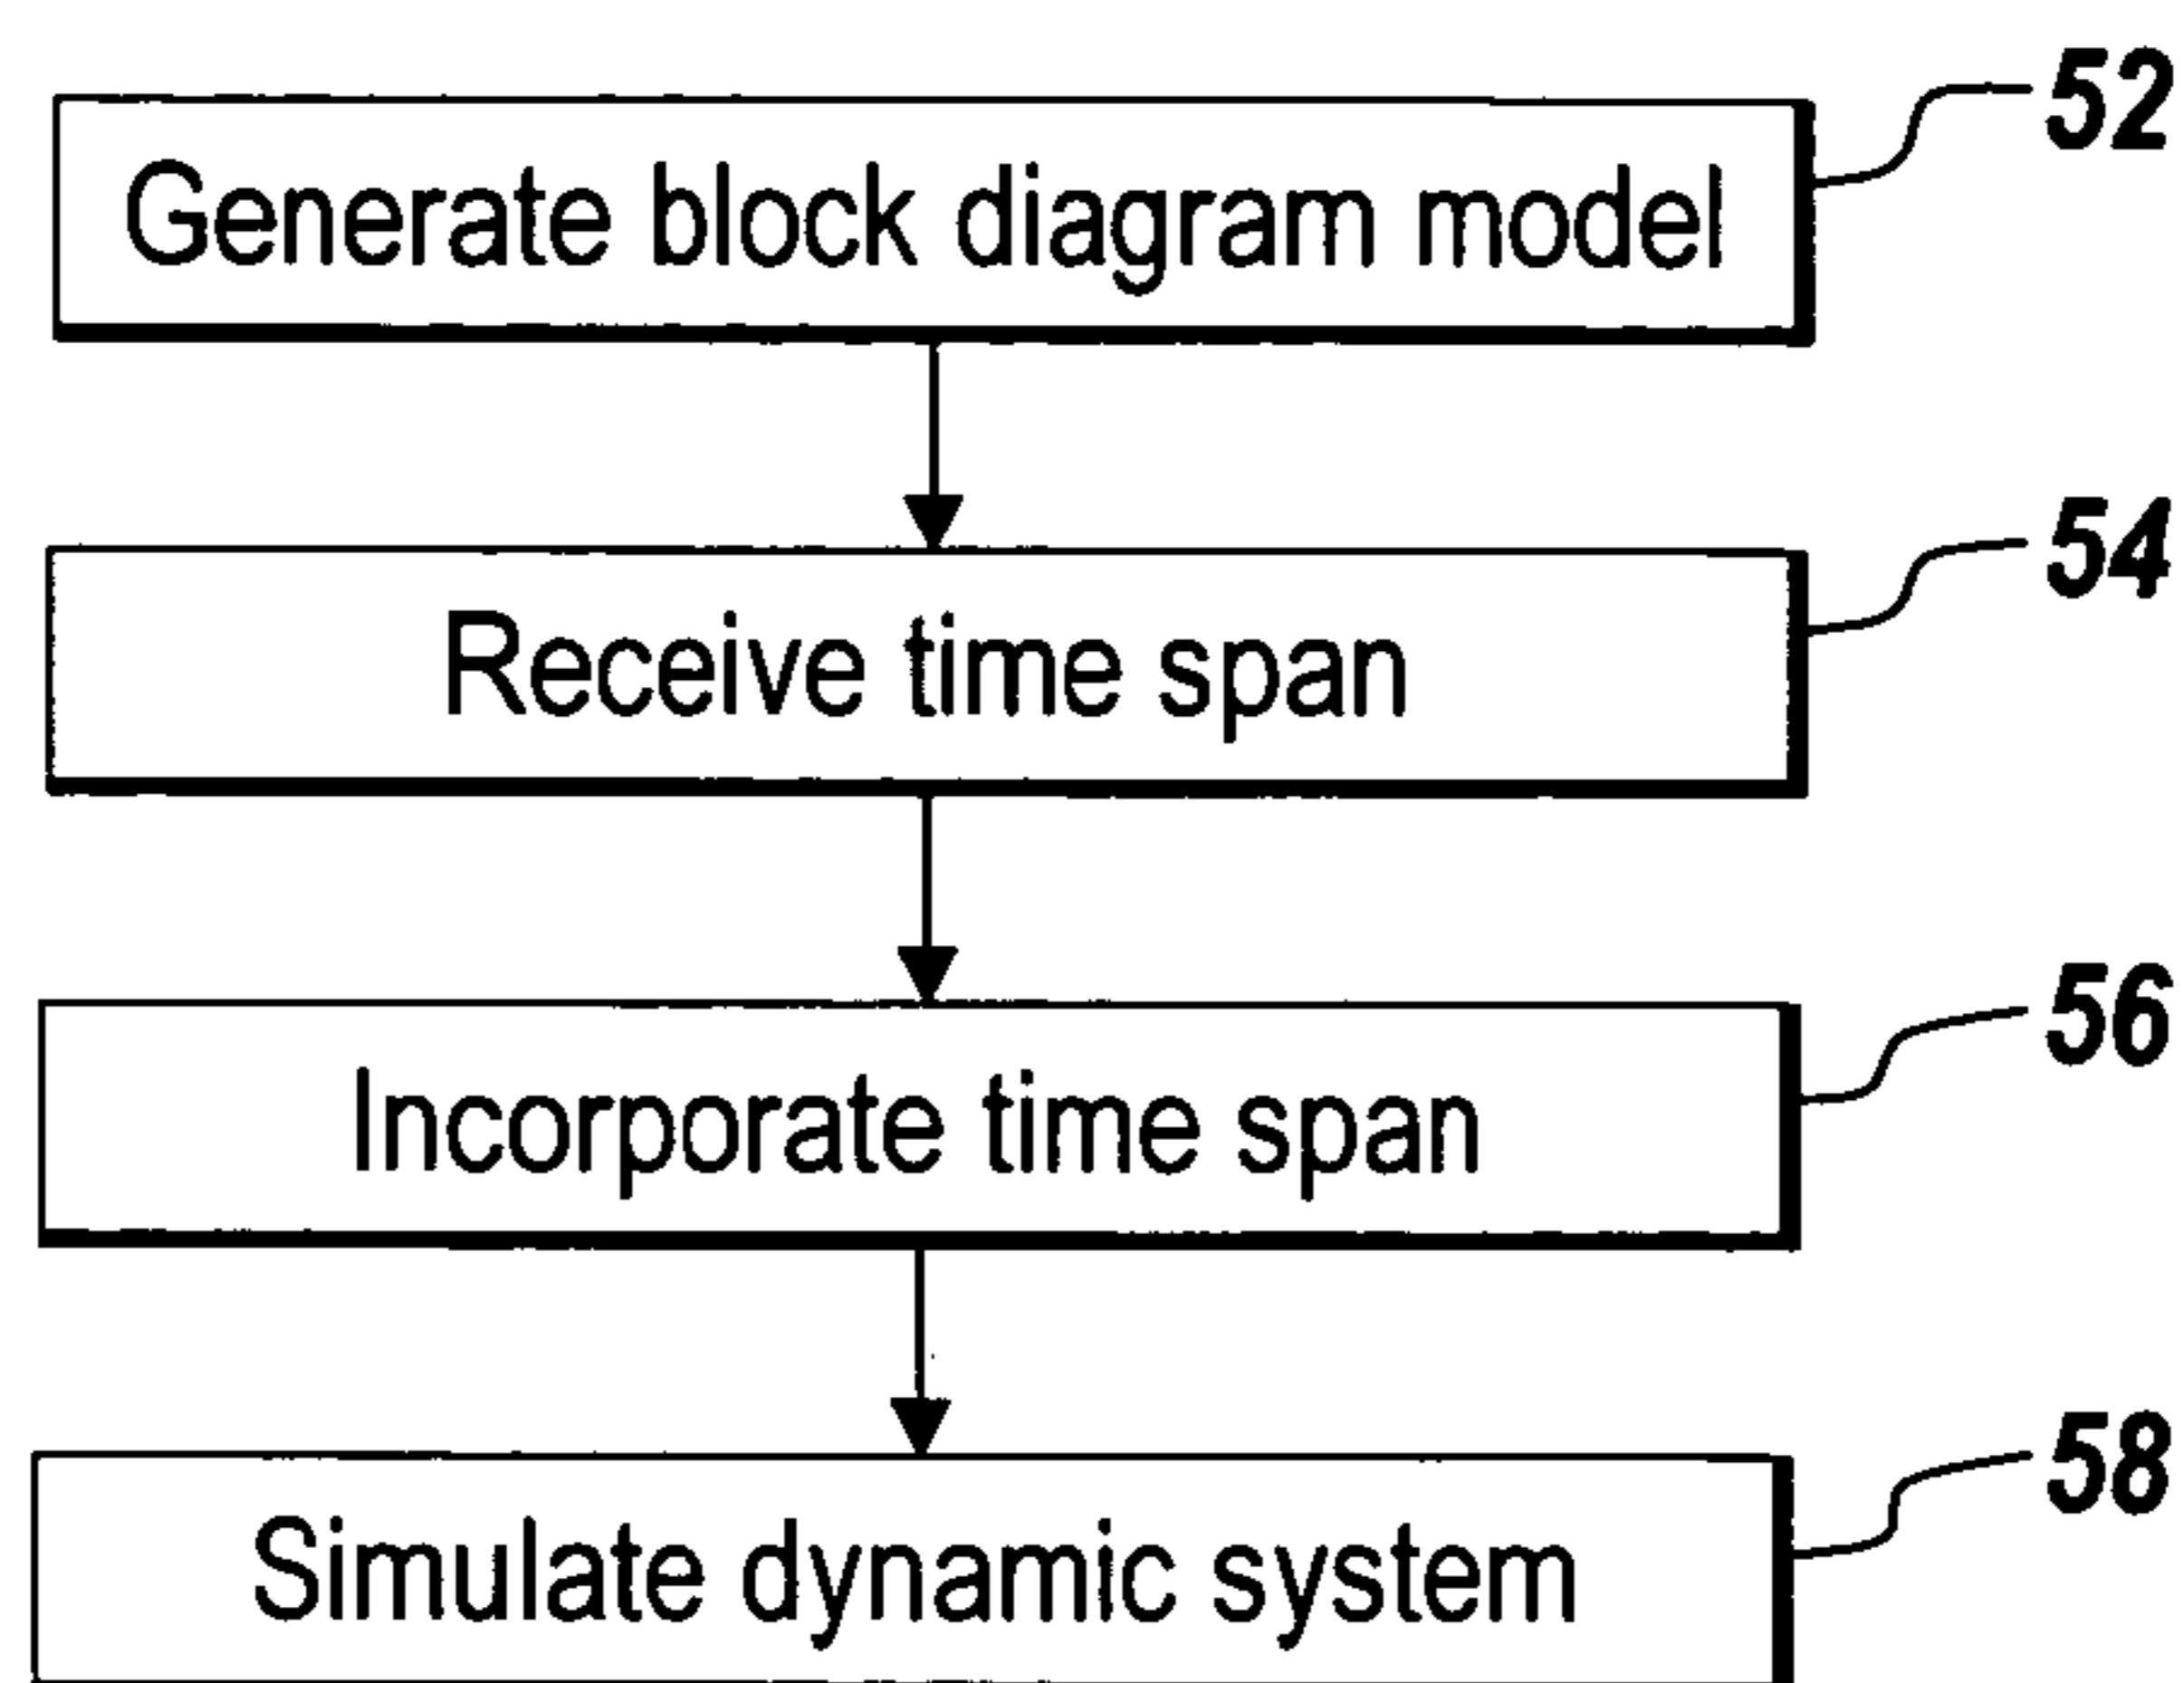 52
Generate block diagram model
54
Receive time span
56
Incorporate time span
58
Simulate dynamic system